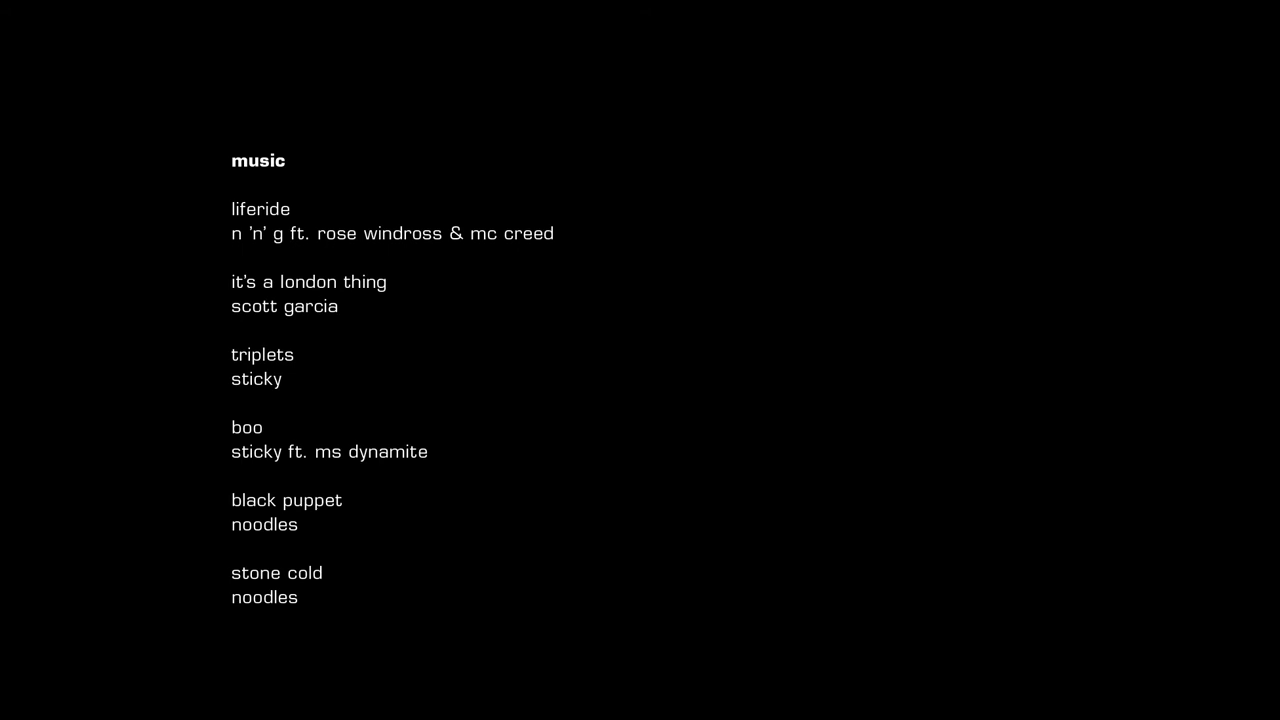 music
liferide
n 'n' g ft. rose windross & mc creed
it's a london thing
scott garcia
triplets
sticky
boo
sticky ft. ms dynamite
black puppet
noodles
stone cold
noodles